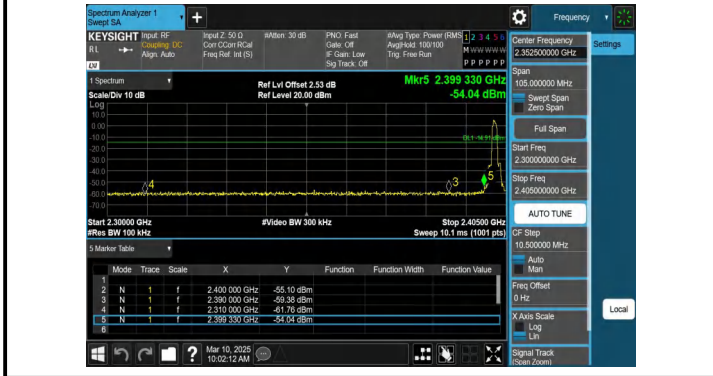 Spectrum Analyzer 1
Swept SA
Frequency
KEYSIGHT
RL
Input: RF
Coupling: DC
Align: Auto
Input Z: 50 Ω
Corr CCorr RCal
Freq Ref: Int (S)
#Atten: 30 dB
PNO: Fast
Gate: Off
IF Gain: Low
Sig Track: Off
#Avg Type: Power (RMS
Avg|Hold: 100/100
Trig: Free Run
1 2 3 4 5 6
M W W W W W
P P P P P P
1 Spectrum
Scale/Div 10 dB
Ref Lvl Offset 2.53 dB
Ref Level 20.00 dBm
Mkr5 2.399 330 GHz
-54.04 dBm
Log
10.0
0.00
-10.0
-20.0
-30.0
-40.0
-50.0
-60.0
-70.0
DL1 -14.91 dBm
4
3
5
Start 2.30000 GHz
#Res BW 100 kHz
#Video BW 300 kHz
Stop 2.40500 GHz
Sweep 10.1 ms (1001 pts)
5 Marker Table
Mode Trace Scale X Y Function Function Width Function Value
1
2 N 1 f 2.400 000 GHz -55.10 dBm
3 N 1 f 2.390 000 GHz -59.38 dBm
4 N 1 f 2.310 000 GHz -61.76 dBm
5 N 1 f 2.399 330 GHz -54.04 dBm
6
Mar 10, 2025
10:02:12 AM
Center Frequency
2.352500000 GHz
Settings
Span
105.000000 MHz
Swept Span
Zero Span
Full Span
Start Freq
2.300000000 GHz
Stop Freq
2.405000000 GHz
AUTO TUNE
CF Step
10.500000 MHz
Auto
Man
Freq Offset
0 Hz
X Axis Scale
Log
Lin
Local
Signal Track
(Span Zoom)